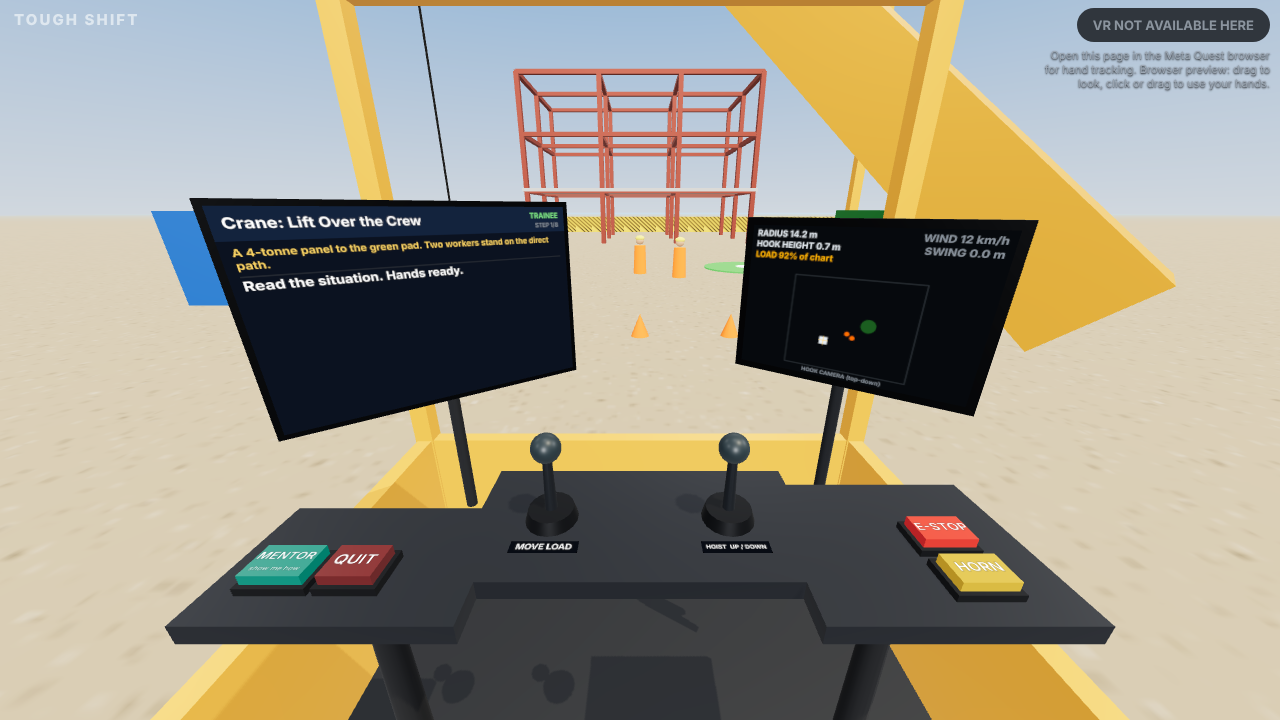 TOUGH SHIFT
VR NOT AVAILABLE HERE
Open this page in the Meta Quest browser
for hand tracking. Browser preview: drag to
look, click or drag to use your hands.
Crane: Lift Over the Crew
TRAINEE
STEP 1/8
A 4-tonne panel to the green pad. Two workers stand on the direct
path.
Read the situation. Hands ready.
RADIUS 14.2 m
HOOK HEIGHT 0.7 m
LOAD 92% of chart
WIND 12 km/h
SWING 0.0 m
HOOK CAMERA (top-down)
MOVE LOAD
HOIST UP / DOWN
MENTOR
show me how
QUIT
E-STOP
HORN